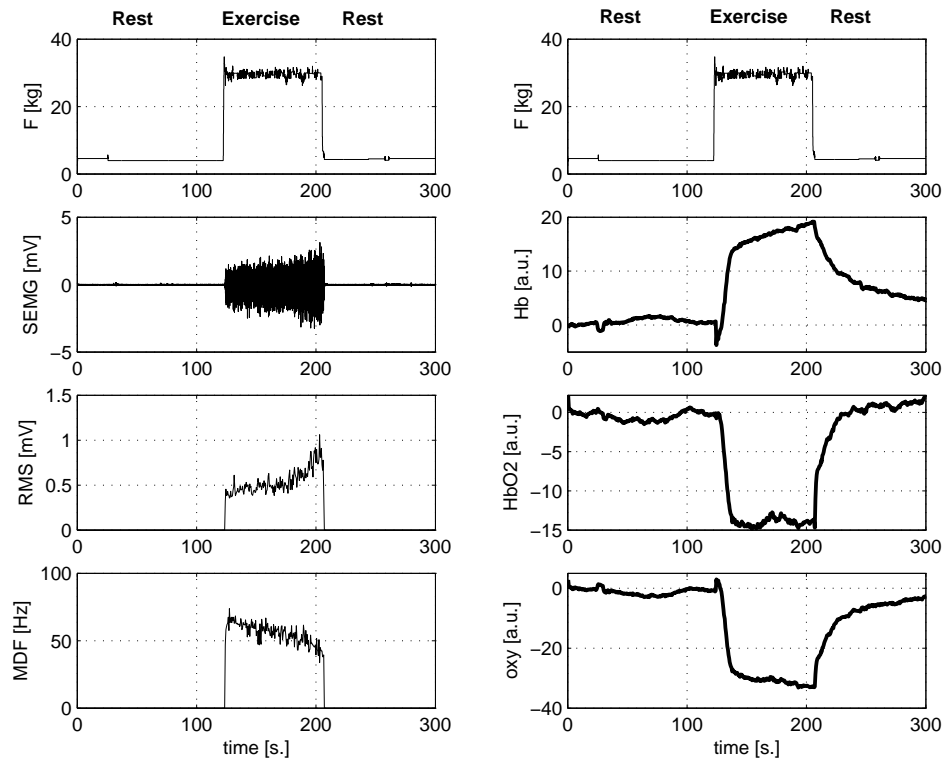 Rest Exercise Rest
40
20
0
F [kg]
0 100 200 300
5
0
−5
SEMG [mV]
0 100 200 300
1.5
1
0.5
0
RMS [mV]
0 100 200 300
100
50
0
MDF [Hz]
0 100 200 300
time [s.]
Rest Exercise Rest
40
20
0
F [kg]
0 100 200 300
20
10
0
Hb [a.u.]
0 100 200 300
0
−5
−10
−15
HbO2 [a.u.]
0 100 200 300
0
−20
−40
oxy [a.u.]
0 100 200 300
time [s.]